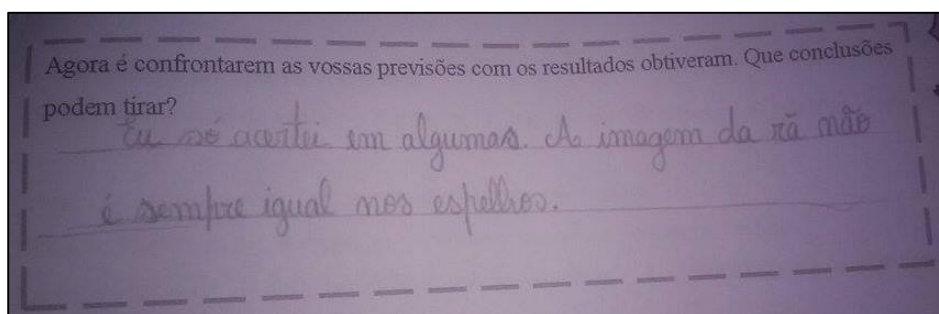 Agora é confrontarem as vossas previsões com os resultados obtiveram. Que conclusões
podem tirar?
Eu só acertei em algumas. A imagem da rã não
é sempre igual nos espelhos.